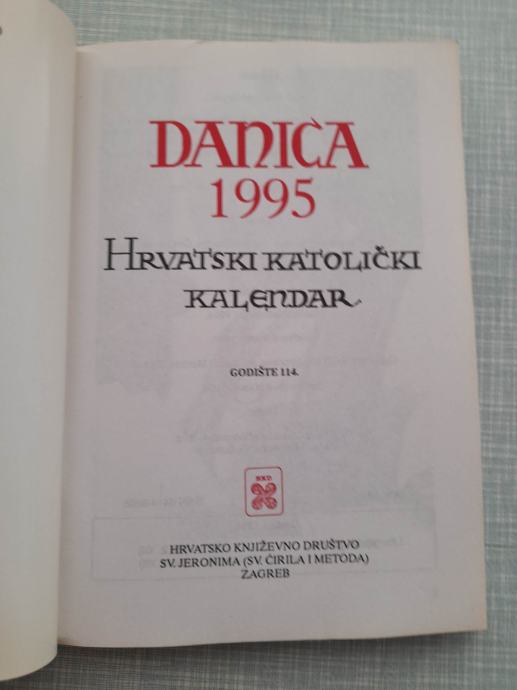 DANICA
1995
HRVATSKI KATOLIČKI
KALENDAR
GODIŠTE 114.
HKD
HRVATSKO KNJIŽEVNO DRUŠTVO
SV. JERONIMA (SV. ĆIRILA I METODA)
ZAGREB